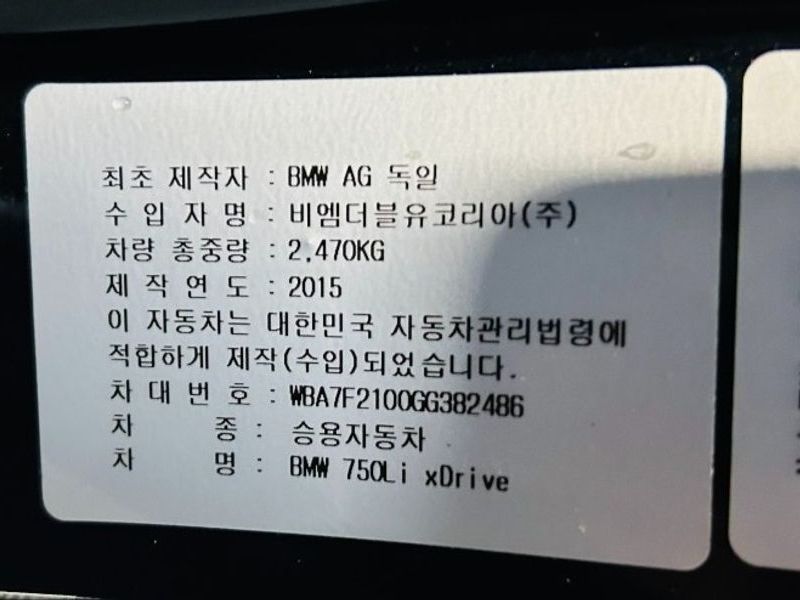 최초 제작자 : BMW AG 독일
수 입 자 명 : 비엠더블유코리아(주)
차량 총중량 : 2,470KG
제 작 연 도 : 2015
이 자동차는 대한민국 자동차관리법령에
적합하게 제작(수입)되었습니다.
차 대 번 호 : WBA7F2100GG382486
차 종 : 승용자동차
차 명 : BMW 750Li xDrive